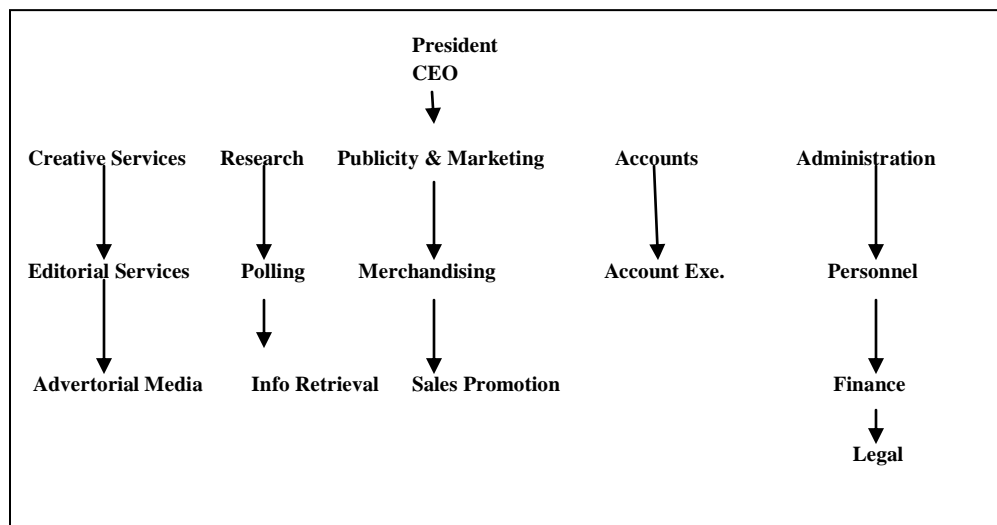 President
CEO
Creative Services Research Publicity & Marketing Accounts Administration
Editorial Services Polling Merchandising Account Exe. Personnel
Advertorial Media Info Retrieval Sales Promotion Finance
Legal